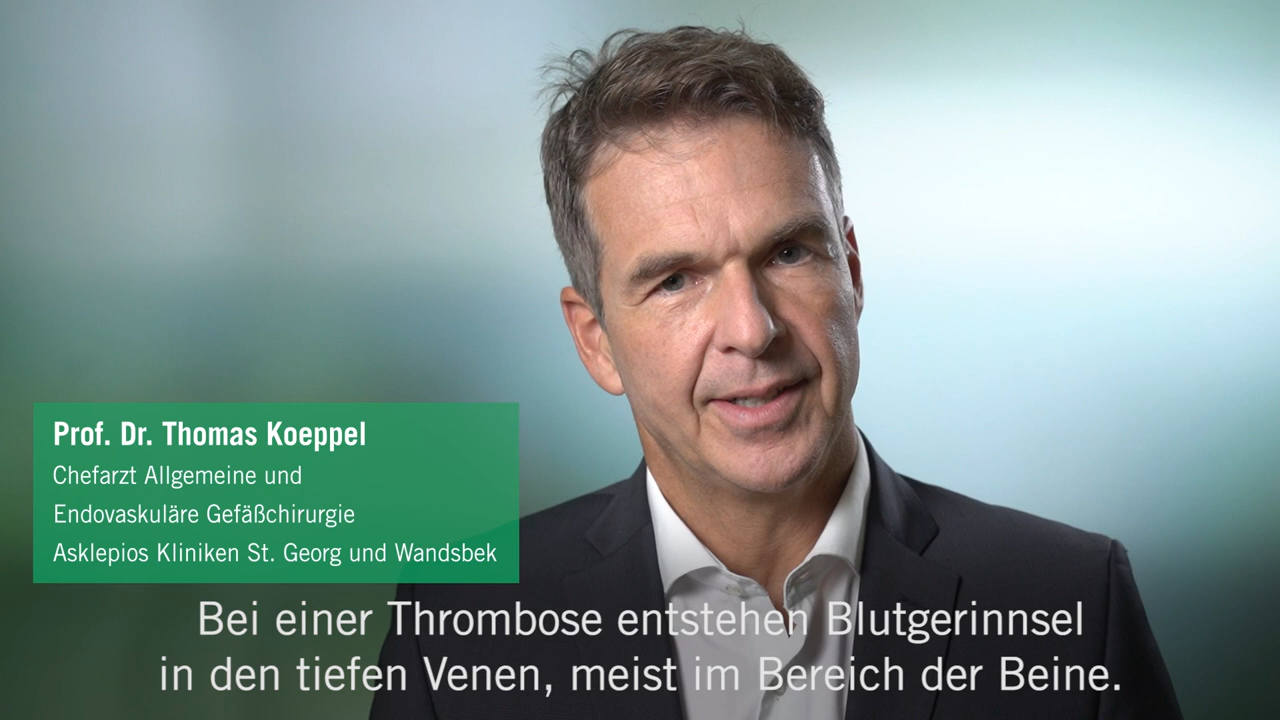 Prof. Dr. Thomas Koeppel
Chefarzt Allgemeine und
Endovaskuläre Gefäßchirurgie
Asklepios Kliniken St. Georg und Wandsbek
Bei einer Thrombose entstehen Blutgerinnsel
in den tiefen Venen, meist im Bereich der Beine.